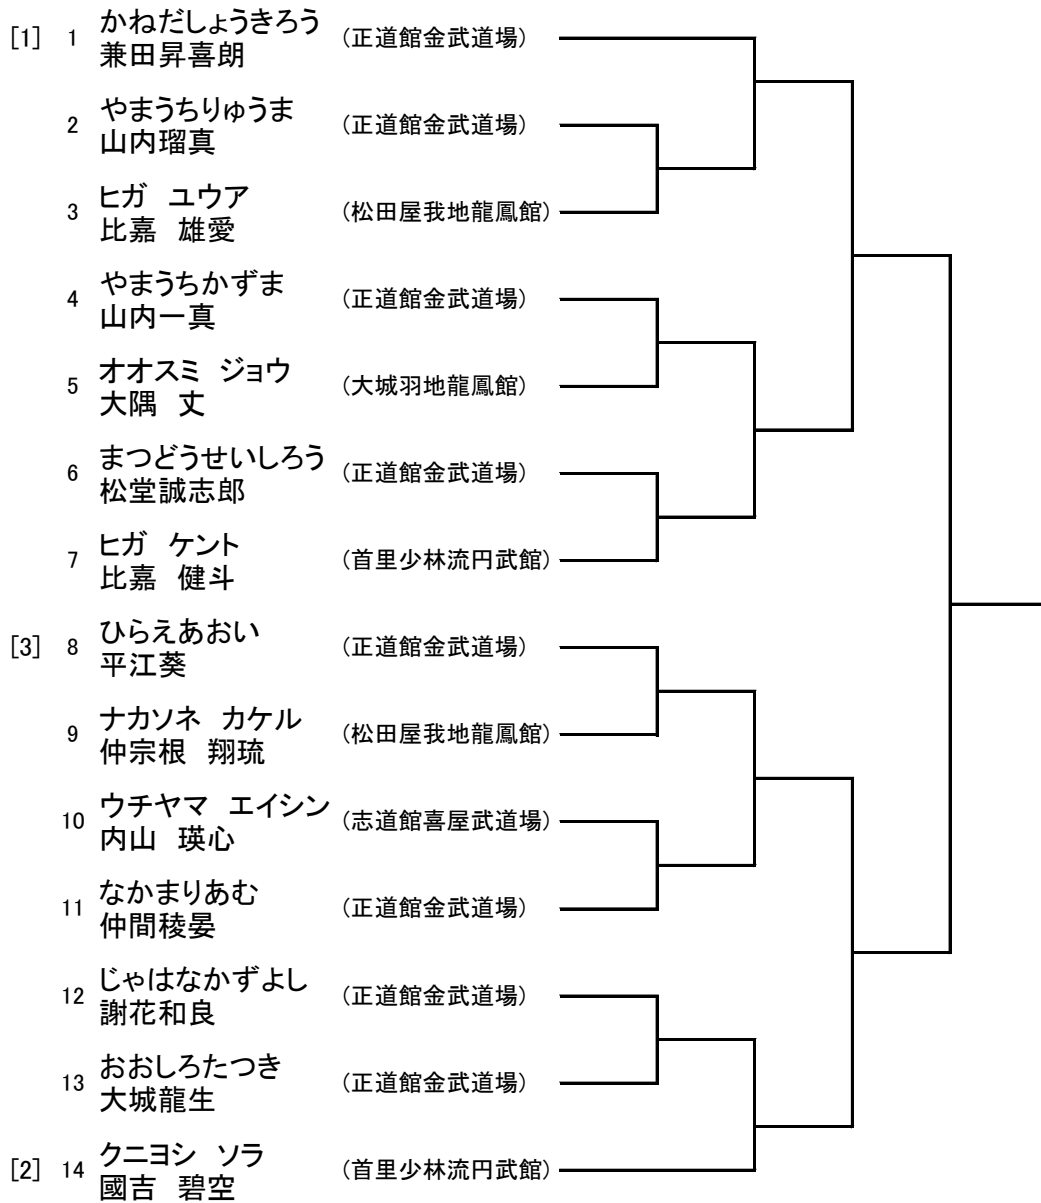 かねだしょうきろう
[1] 1 兼田昇喜朗 (正道館金武道場)
やまうちりゅうま
2 山内瑠真 (正道館金武道場)
ヒガ ユウア
3 比嘉 雄愛 (松田屋我地龍鳳館)
やまうちかずま
4 山内一真 (正道館金武道場)
オオスミ ジョウ
5 大隅 丈 (大城羽地龍鳳館)
まつどうせいしろう
6 松堂誠志郎 (正道館金武道場)
ヒガ ケント
7 比嘉 健斗 (首里少林流円武館)
ひらえあおい
[3] 8 平江葵 (正道館金武道場)
ナカソネ カケル
9 仲宗根 翔琉 (松田屋我地龍鳳館)
ウチヤマ エイシン
10 内山 瑛心 (志道館喜屋武道場)
なかまりあむ
11 仲間稜晏 (正道館金武道場)
じゃはなかずよし
12 謝花和良 (正道館金武道場)
おおしろたつき
13 大城龍生 (正道館金武道場)
クニヨシ ソラ
[2] 14 國吉 碧空 (首里少林流円武館)